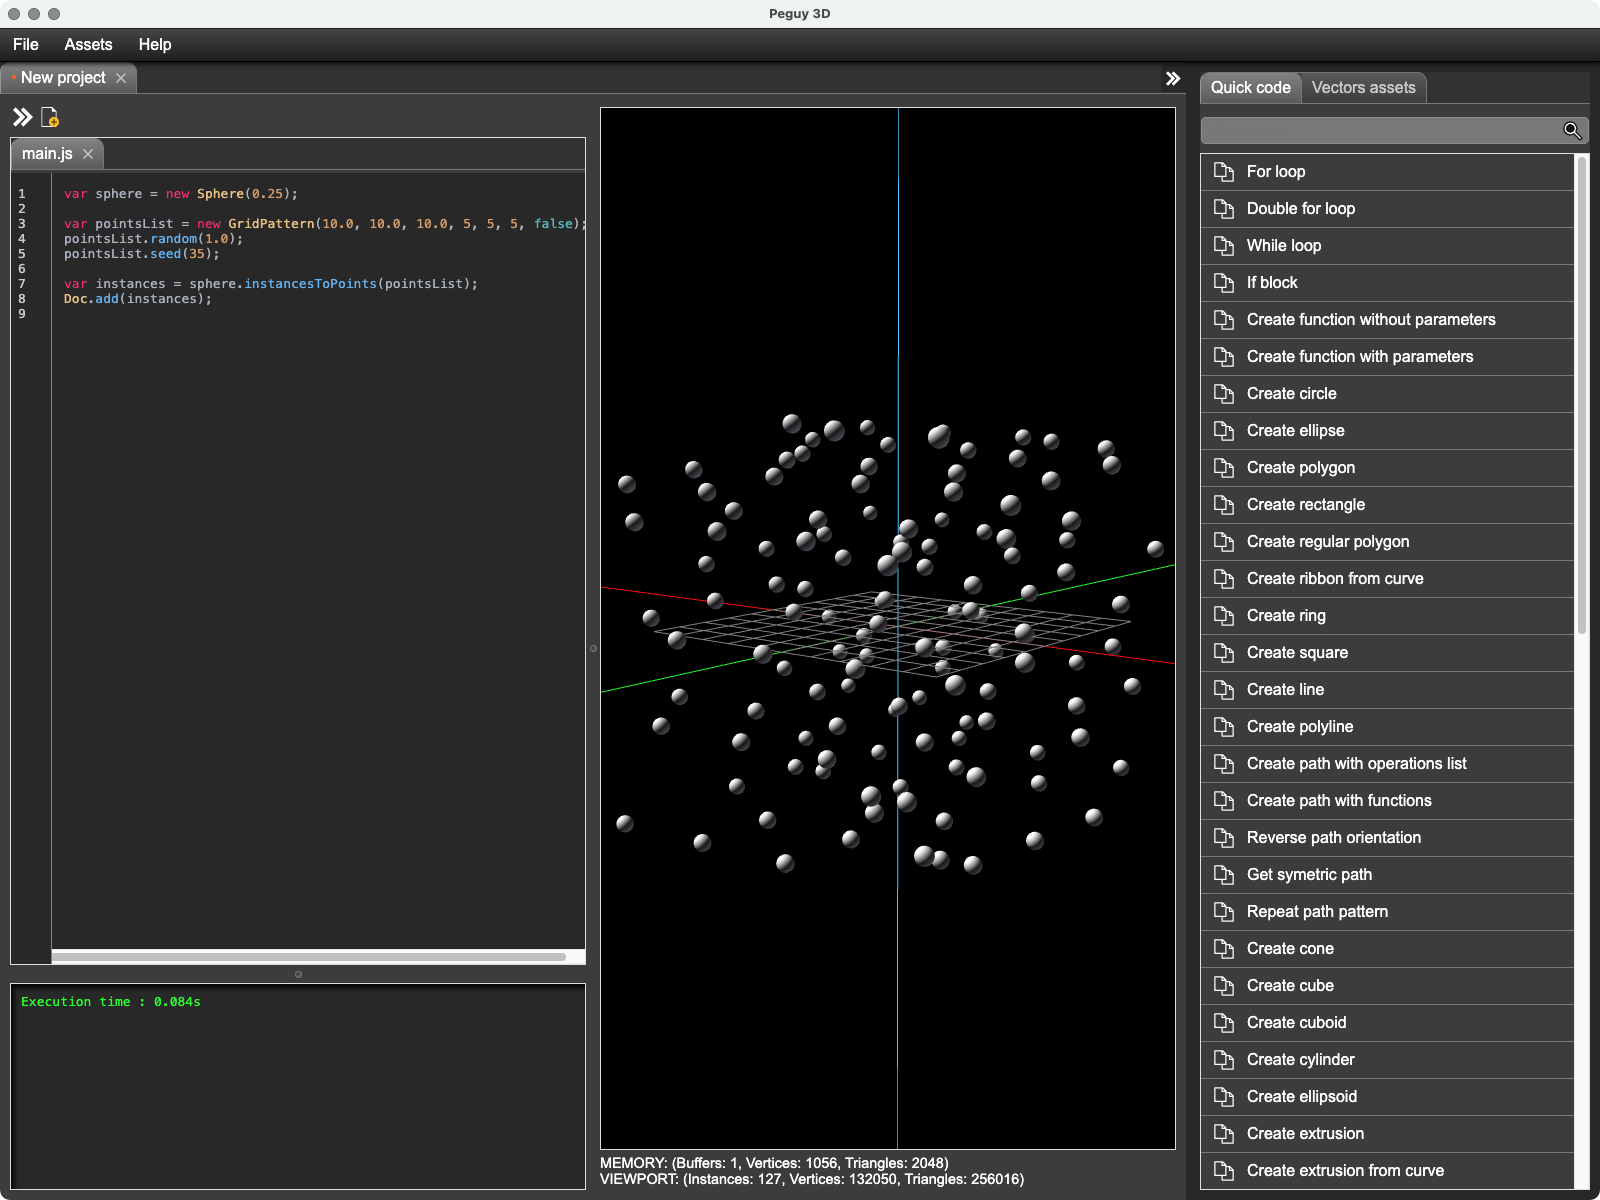 Peguy 3D
File Assets Help
• New project ×
main.js ×
1 var sphere = new Sphere(0.25);
2
3 var pointsList = new GridPattern(10.0, 10.0, 10.0, 5, 5, 5, false);
4 pointsList.random(1.0);
5 pointsList.seed(35);
6
7 var instances = sphere.instancesToPoints(pointsList);
8 Doc.add(instances);
9
Execution time : 0.084s
MEMORY: (Buffers: 1, Vertices: 1056, Triangles: 2048)
VIEWPORT: (Instances: 127, Vertices: 132050, Triangles: 256016)
Quick code Vectors assets
For loop
Double for loop
While loop
If block
Create function without parameters
Create function with parameters
Create circle
Create ellipse
Create polygon
Create rectangle
Create regular polygon
Create ribbon from curve
Create ring
Create square
Create line
Create polyline
Create path with operations list
Create path with functions
Reverse path orientation
Get symetric path
Repeat path pattern
Create cone
Create cube
Create cuboid
Create cylinder
Create ellipsoid
Create extrusion
Create extrusion from curve